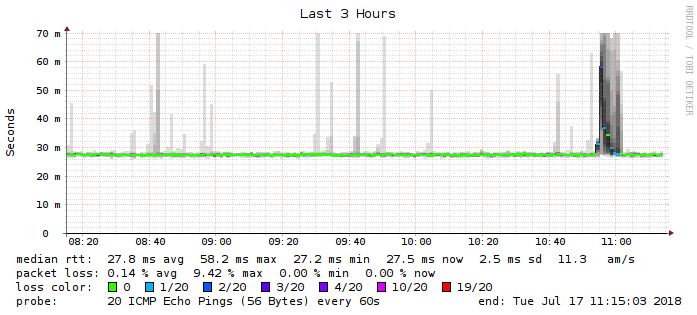 Last 3 Hours
RRDTOOL / TOBI OETIKER
Seconds
70 m
60 m
50 m
40 m
30 m
20 m
10 m
0
08:20 08:40 09:00 09:20 09:40 10:00 10:20 10:40 11:00
median rtt: 27.8 ms avg 58.2 ms max 27.2 ms min 27.5 ms now 2.5 ms sd 11.3 am/s
packet loss: 0.14 % avg 9.42 % max 0.00 % min 0.00 % now
loss color: 0 1/20 2/20 3/20 4/20 10/20 19/20
probe: 20 ICMP Echo Pings (56 Bytes) every 60s end: Tue Jul 17 11:15:03 2018